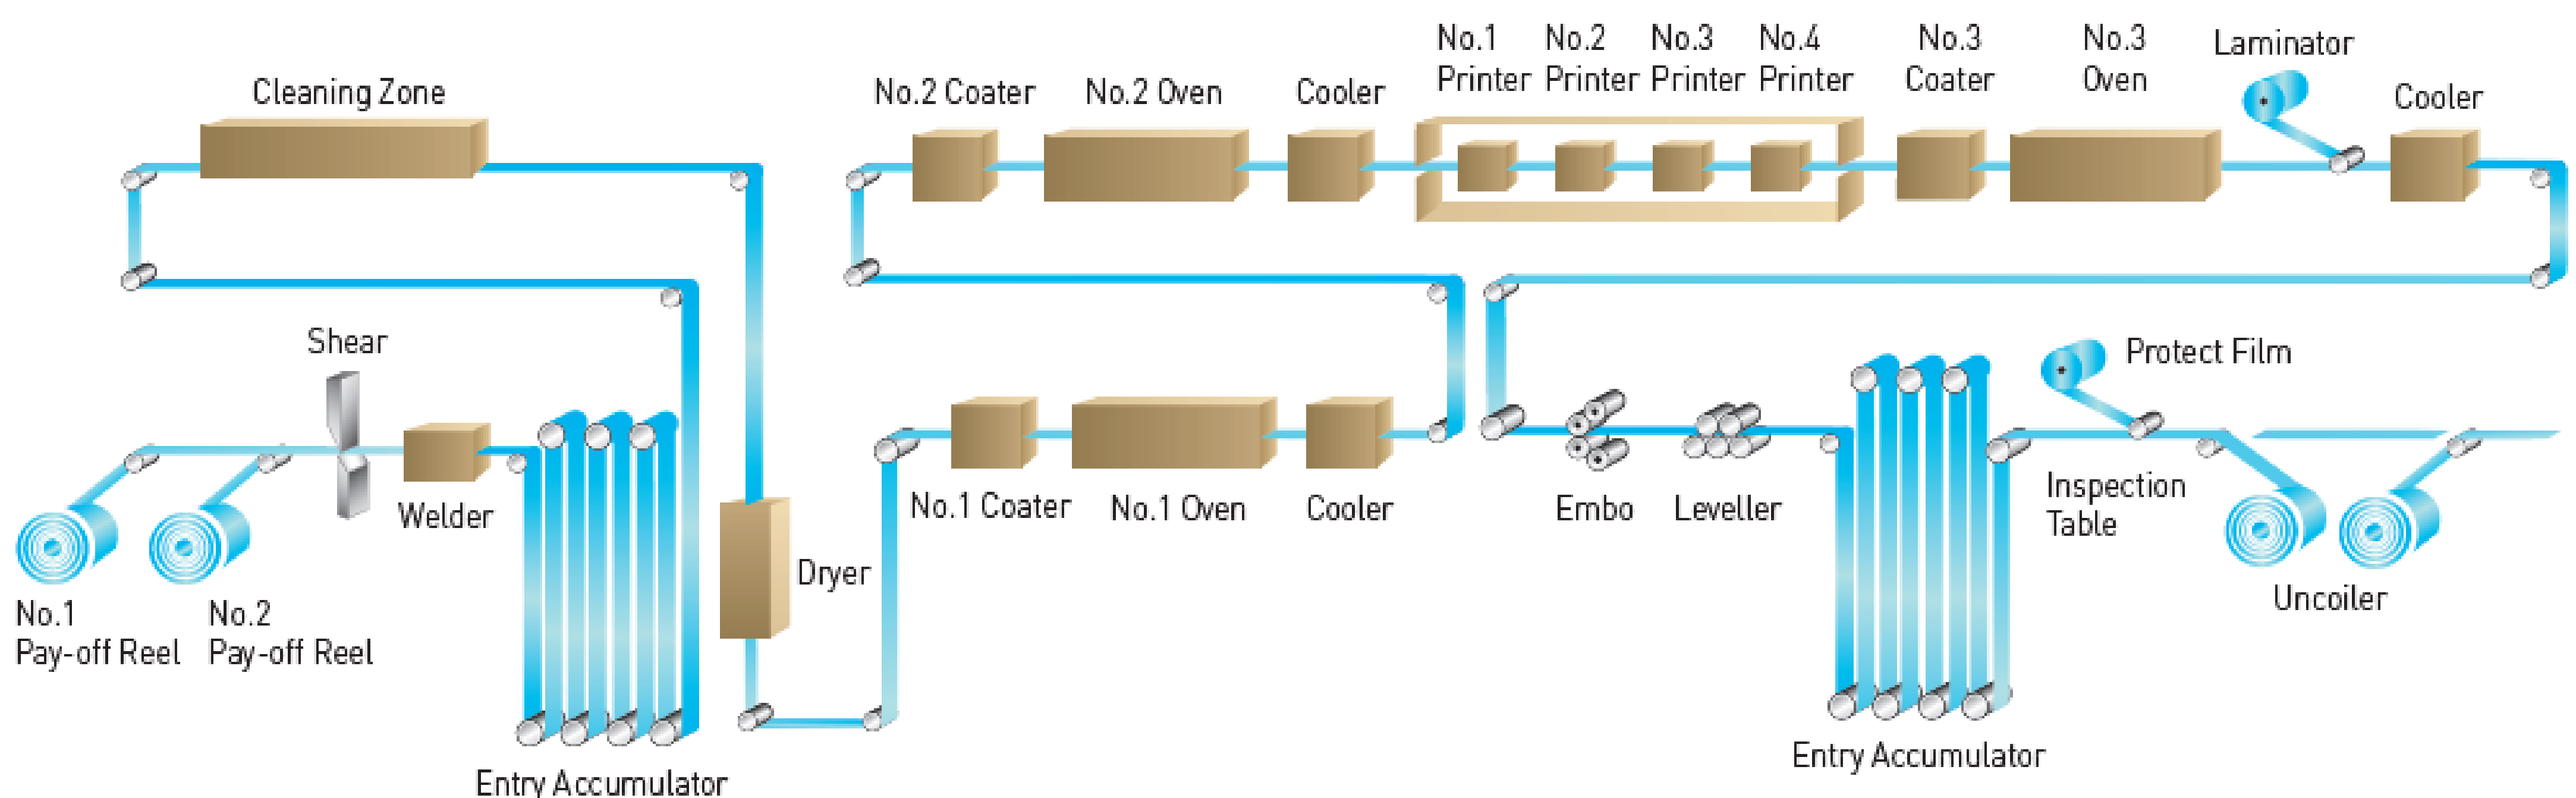 Cleaning Zone
No.2 Coater
No.2 Oven
Cooler
No.1
Printer
No.2
Printer
No.3
Printer
No.4
Printer
No.3
Coater
No.3
Oven
Laminator
Cooler
Shear
Welder
No.1
Pay-off Reel
No.2
Pay-off Reel
Entry Accumulator
Dryer
No.1 Coater
No.1 Oven
Cooler
Embo
Leveller
Entry Accumulator
Protect Film
Inspection
Table
Uncoiler